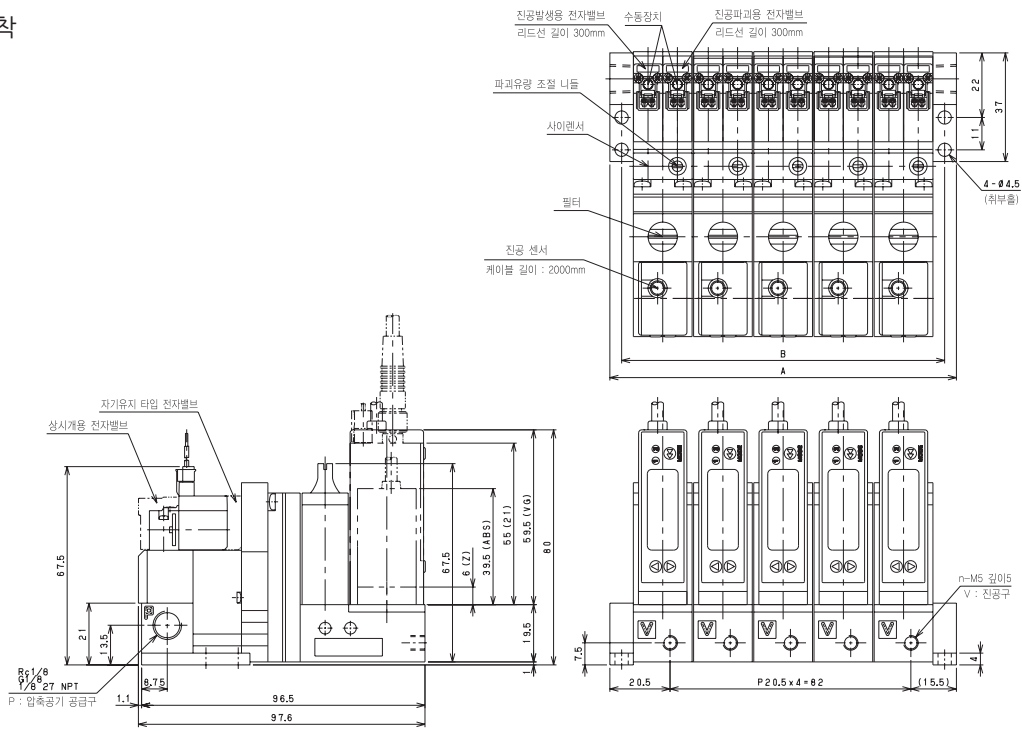 착
진공발생용 전자밸브
리드선 길이 300mm
수동장치
진공파괴용 전자밸브
리드선 길이 300mm
파괴유량 조절 니들
사이렌서
필터
진공 센서
케이블 길이 : 2000mm
22
37
11
4-Ø4.5
(취부홀)
B
A
자기유지 타입 전자밸브
상시개용 전자밸브
67.5
21
13.5
P
Rc1/8
G1/8
1/8 27 NPT
P : 압축공기 공급구
8.75
1.1
96.5
97.6
67.5
6 (Z)
39.5 (ABS)
55 (21)
59.5 (VG)
80
19.5
1
V V V V V
n-M5 깊이5
V : 진공구
7.5
4
20.5
P20.5x4=82
(15.5)